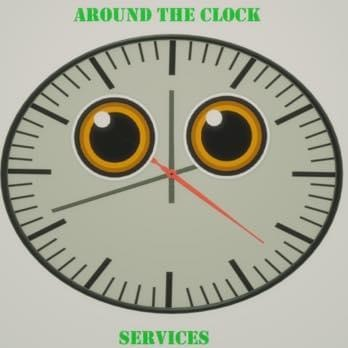 AROUND THE CLOCK
SERVICES